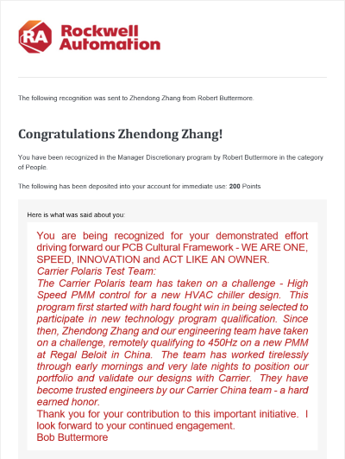 RA Rockwell
Automation
The following recognition was sent to Zhendong Zhang from Robert Buttermore.
Congratulations Zhendong Zhang!
You have been recognized in the Manager Discretionary program by Robert Buttermore in the category
of People.
The following has been deposited into your account for immediate use: 200 Points
Here is what was said about you:
You are being recognized for your demonstrated effort
driving forward our PCB Cultural Framework - WE ARE ONE,
SPEED, INNOVATION and ACT LIKE AN OWNER.
Carrier Polaris Test Team:
The Carrier Polaris team has taken on a challenge - High
Speed PMM control for a new HVAC chiller design. This
program first started with hard fought win in being selected to
participate in new technology program qualification. Since
then, Zhendong Zhang and our engineering team have taken
on a challenge, remotely qualifying to 450Hz on a new PMM
at Regal Beloit in China. The team has worked tirelessly
through early mornings and very late nights to position our
portfolio and validate our designs with Carrier. They have
become trusted engineers by our Carrier China team - a hard
earned honor.
Thank you for your contribution to this important initiative. I
look forward to your continued engagement.
Bob Buttermore